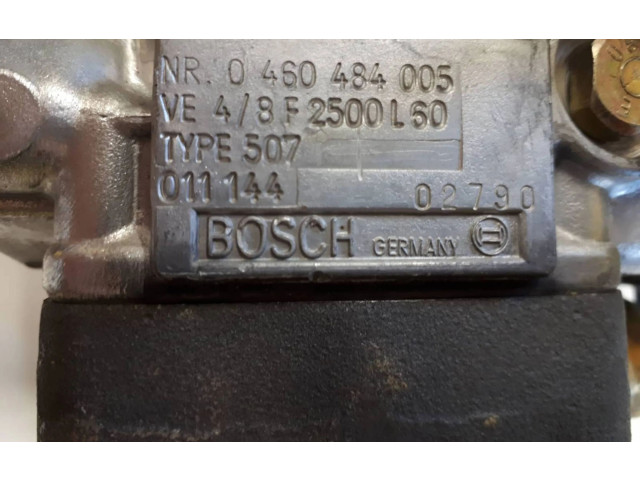 NR. 0 460 484 005
VE 4/8 F 2500 L 60
TYPE 507
011 144 02790
BOSCH GERMANY